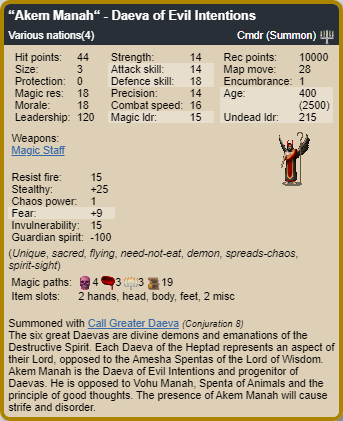 “Akem Manah“ - Daeva of Evil Intentions
Various nations(4) Cmdr (Summon)
Hit points: 44 Strength: 14 Rec points: 10000
Size: 3 Attack skill: 14 Map move: 28
Protection: 0 Defence skill: 18 Encumbrance: 1
Magic res: 18 Precision: 14 Age: 400
Morale: 18 Combat speed: 16 (2500)
Leadership: 120 Magic ldr: 15 Undead ldr: 215
Weapons:
Magic Staff
Resist fire: 15
Stealthy: +25
Chaos power: 1
Fear: +9
Invulnerability: 15
Guardian spirit: -100
(Unique, sacred, flying, need-not-eat, demon, spreads-chaos,
spirit-sight)
Magic paths: 4 3 3 19
Item slots: 2 hands, head, body, feet, 2 misc
Summoned with Call Greater Daeva (Conjuration 8)
The six great Daevas are divine demons and emanations of the
Destructive Spirit. Each Daeva of the Heptad represents an aspect
of their Lord, opposed to the Amesha Spentas of the Lord of Wisdom.
Akem Manah is the Daeva of Evil Intentions and progenitor of
Daevas. He is opposed to Vohu Manah, Spenta of Animals and the
principle of good thoughts. The presence of Akem Manah will cause
strife and disorder.